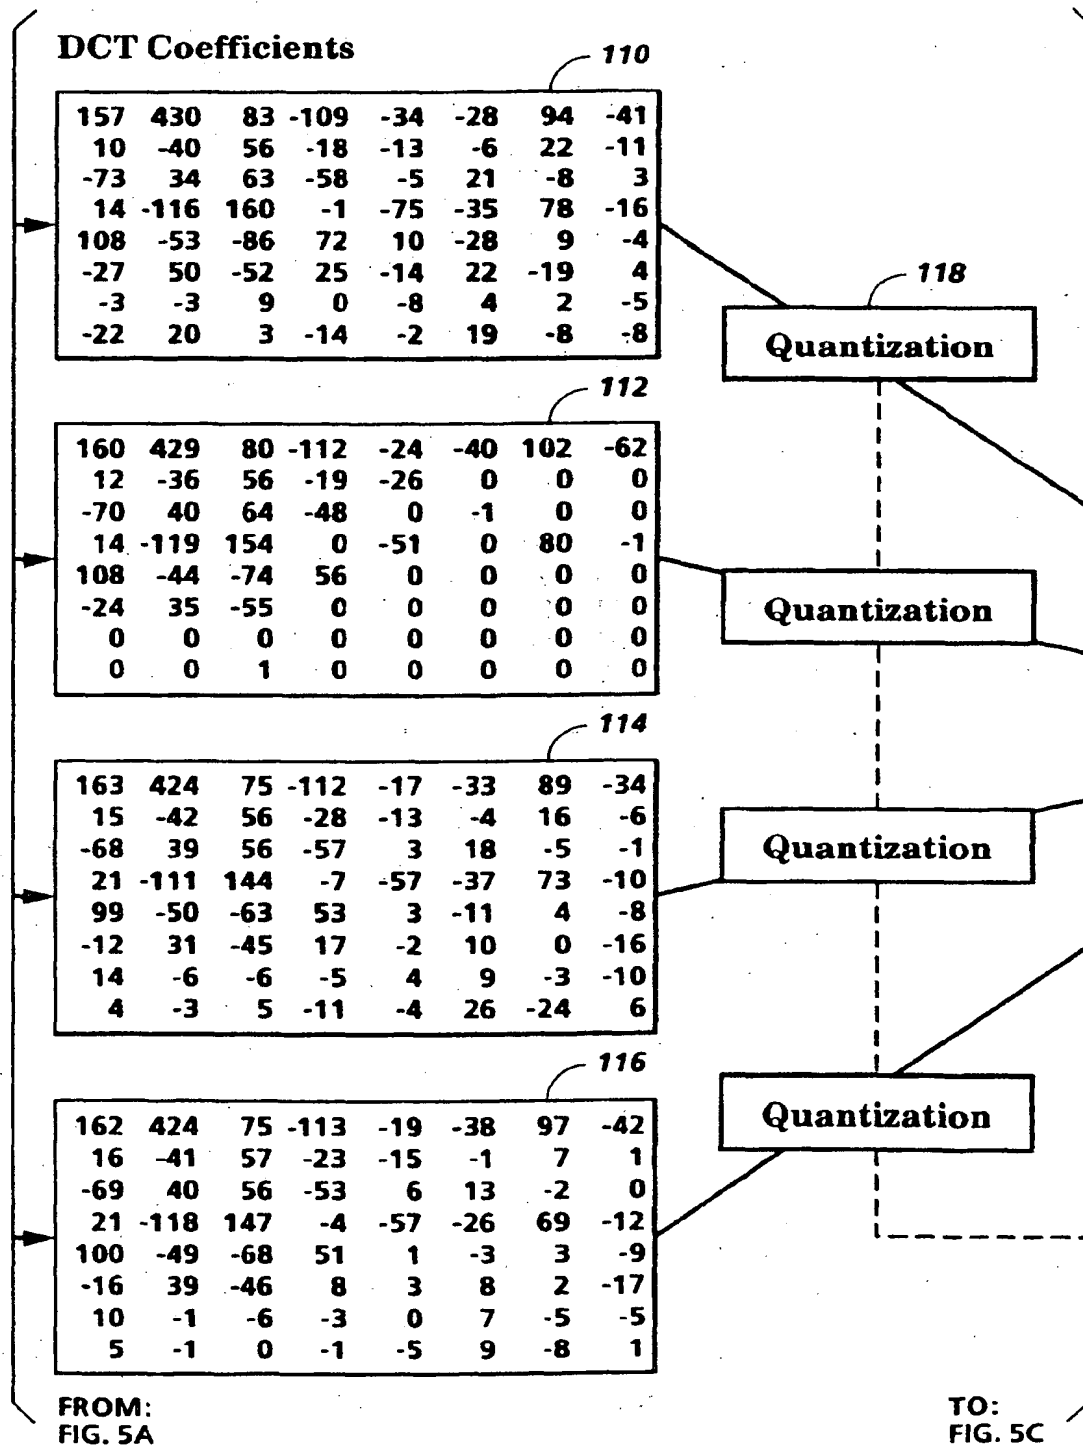 DCT Coefficients
110
157 430 83 -109 -34 -28 94 -41
10 -40 56 -18 -13 -6 22 -11
-73 34 63 -58 -5 21 -8 3
14 -116 160 -1 -75 -35 78 -16
108 -53 -86 72 10 -28 9 -4
-27 50 -52 25 -14 22 -19 4
-3 -3 9 0 -8 4 2 -5
-22 20 3 -14 -2 19 -8 -8
118
Quantization
112
160 429 80 -112 -24 -40 102 -62
12 -36 56 -19 -26 0 0 0
-70 40 64 -48 0 -1 0 0
14 -119 154 0 -51 0 80 -1
108 -44 -74 56 0 0 0 0
-24 35 -55 0 0 0 0 0
0 0 0 0 0 0 0 0
0 0 1 0 0 0 0 0
Quantization
114
163 424 75 -112 -17 -33 89 -34
15 -42 56 -28 -13 -4 16 -6
-68 39 56 -57 3 18 -5 -1
21 -111 144 -7 -57 -37 73 -10
99 -50 -63 53 3 -11 4 -8
-12 31 -45 17 -2 10 0 -16
14 -6 -6 -5 4 9 -3 -10
4 -3 5 -11 -4 26 -24 6
Quantization
116
162 424 75 -113 -19 -38 97 -42
16 -41 57 -23 -15 -1 7 1
-69 40 56 -53 6 13 -2 0
21 -118 147 -4 -57 -26 69 -12
100 -49 -68 51 1 -3 3 -9
-16 39 -46 8 3 8 2 -17
10 -1 -6 -3 0 7 -5 -5
5 -1 0 -1 -5 9 -8 1
Quantization
FROM:
FIG. 5A
TO:
FIG. 5C